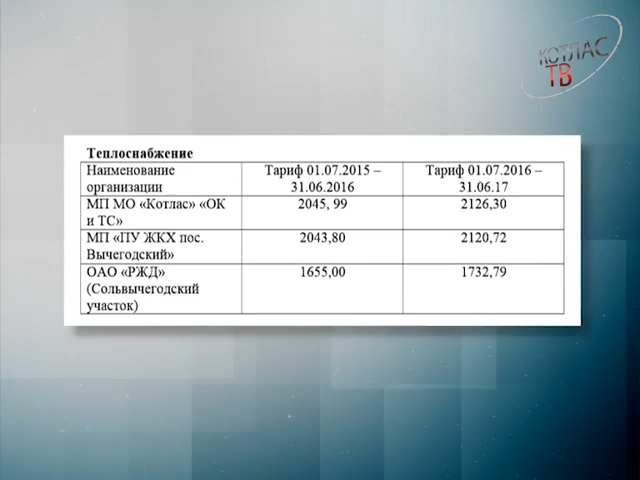 КОТЛАС
ТВ
Теплоснабжение
Наименование организации Тариф 01.07.2015 – 31.06.2016 Тариф 01.07.2016 – 31.06.17
МП МО «Котлас» «ОК и ТС» 2045, 99 2126,30
МП «ПУ ЖКХ пос. Вычегодский» 2043,80 2120,72
ОАО «РЖД» (Сольвычегодский участок) 1655,00 1732,79